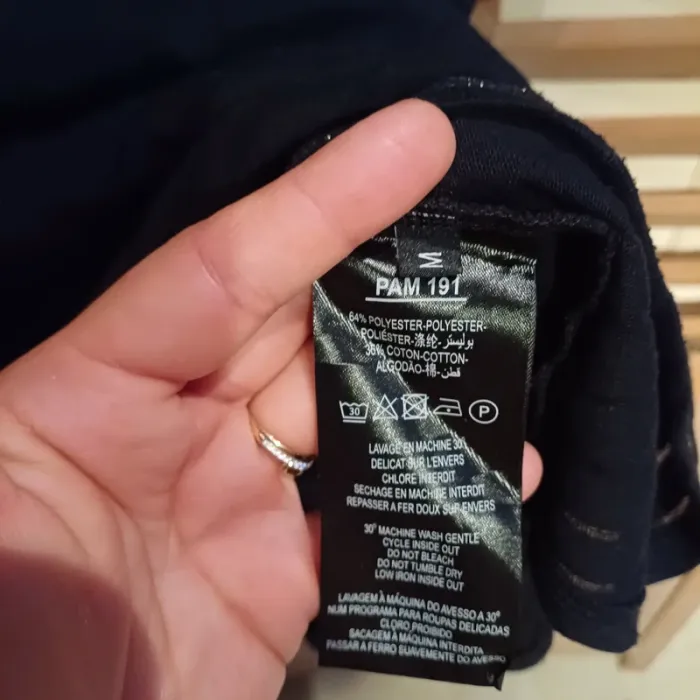 M
PAM 191
64% POLYESTER-POLYESTER-
POLIÉSTER-涤纶-بوليستر
36% COTON-COTTON-
ALGODÃO-棉-قطن
30 P
LAVAGE EN MACHINE 30°
DELICAT SUR L'ENVERS
CHLORE INTERDIT
SECHAGE EN MACHINE INTERDIT
REPASSER A FER DOUX SUR ENVERS
30° MACHINE WASH GENTLE
CYCLE INSIDE OUT
DO NOT BLEACH
DO NOT TUMBLE DRY
LOW IRON INSIDE OUT
LAVAGEM À MÁQUINA DO AVESSO A 30°
NUM PROGRAMA PARA ROUPAS DELICADAS
CLORO PROIBIDO
SACAGEM À MAQUINA INTERDITA
PASSAR A FERRO SUAVEMENTE DO AVESSO